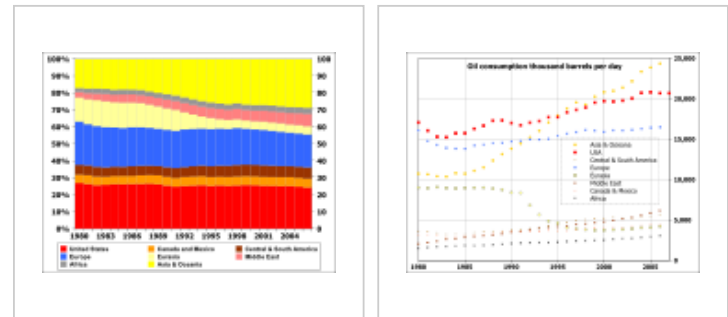 100% 100
90% 90
80% 80
70% 70
60% 60
50% 50
40% 40
30% 30
20% 20
10% 10
0% 0
1980 1983 1986 1989 1992 1995 1998 2001 2004
United States Canada and Mexico Central & South America
Europe Eurasia Middle East
Africa Asia & Oceania
Oil consumption thousand barrels per day
25,000
20,000
15,000
10,000
5,000
0
Asia & Oceania
USA
Central & South America
Europe
Middle East
Canada & Mexico
Africa
1980 1985 1990 1995 2000 2005